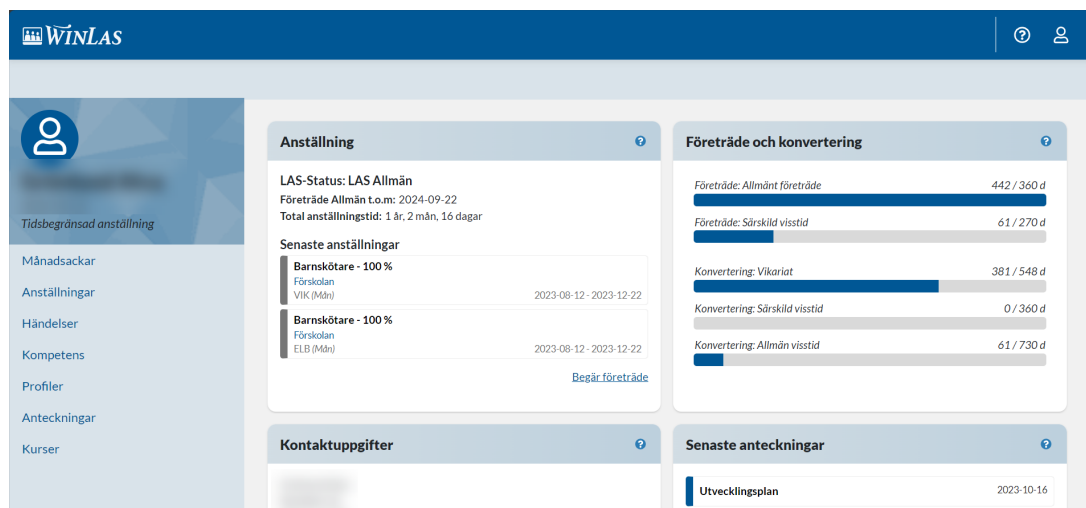 WINLAS
Tidsbegränsad anställning
Månadsackar
Anställningar
Händelser
Kompetens
Profiler
Anteckningar
Kurser
Anställning
LAS-Status: LAS Allmän
Företräde Allmän t.o.m: 2024-09-22
Total anställningstid: 1 år, 2 mån, 16 dagar
Senaste anställningar
Barnskötare - 100 %
Förskolan
VIK (Mån) 2023-08-12 - 2023-12-22
Barnskötare - 100 %
Förskolan
ELB (Mån) 2023-08-12 - 2023-12-22
Begär företräde
Företräde och konvertering
Företräde: Allmänt företräde 442 / 360 d
Företräde: Särskild visstid 61 / 270 d
Konvertering: Vikariat 381 / 548 d
Konvertering: Särskild visstid 0 / 360 d
Konvertering: Allmän visstid 61 / 730 d
Kontaktuppgifter
Senaste anteckningar
Utvecklingsplan 2023-10-16